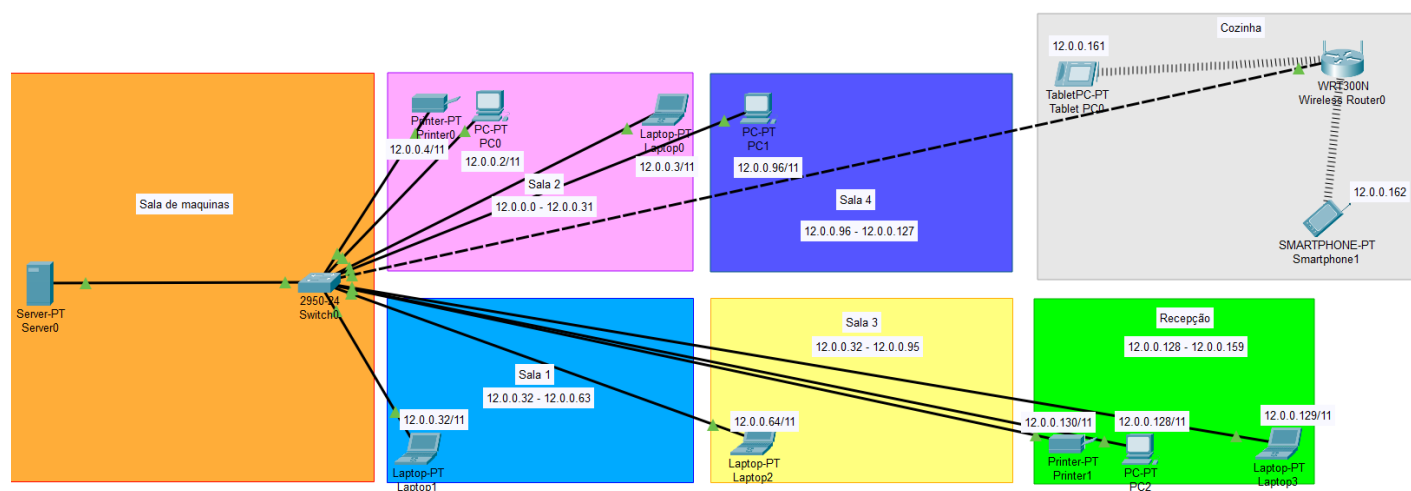 Cozinha
12.0.0.161
TabletPC-PT
Tablet PC0
WRT300N
Wireless Router0
12.0.0.162
SMARTPHONE-PT
Smartphone1
Sala de maquinas
Server-PT
Server0
2950-24
Switch0
Printer-PT
Printer0
12.0.0.4/11
PC-PT
PC0
12.0.0.2/11
Laptop-PT
Laptop0
12.0.0.3/11
Sala 2
12.0.0.0 - 12.0.0.31
PC-PT
PC1
12.0.0.96/11
Sala 4
12.0.0.96 - 12.0.0.127
Sala 1
12.0.0.32 - 12.0.0.63
12.0.0.32/11
Laptop-PT
Laptop1
Sala 3
12.0.0.32 - 12.0.0.95
12.0.0.64/11
Laptop-PT
Laptop2
Recepção
12.0.0.128 - 12.0.0.159
12.0.0.130/11
Printer-PT
Printer1
12.0.0.128/11
PC-PT
PC2
12.0.0.129/11
Laptop-PT
Laptop3